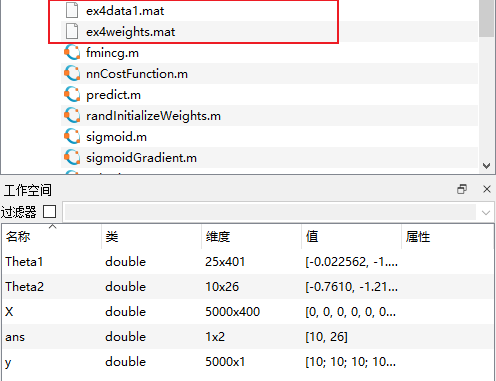 ex4data1.mat
ex4weights.mat
fmincg.m
nnCostFunction.m
predict.m
randInitializeWeights.m
sigmoid.m
sigmoidGradient.m
工作空间
过滤器
名称 类 维度 值 属性
Theta1 double 25x401 [-0.022562, -1....
Theta2 double 10x26 [-0.7610, -1.21...
X double 5000x400 [0, 0, 0, 0, 0, 0...
ans double 1x2 [10, 26]
y double 5000x1 [10; 10; 10; 10...